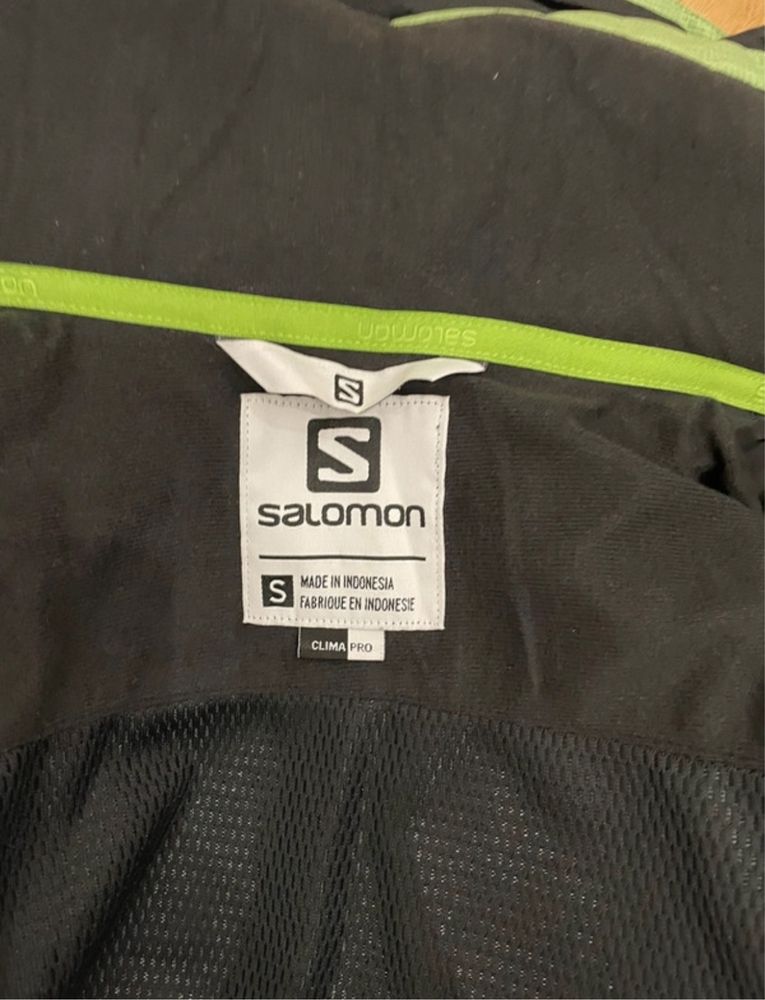 salomon
S
S
salomon
S MADE IN INDONESIA
FABRIQUE EN INDONESIE
CLIMA PRO